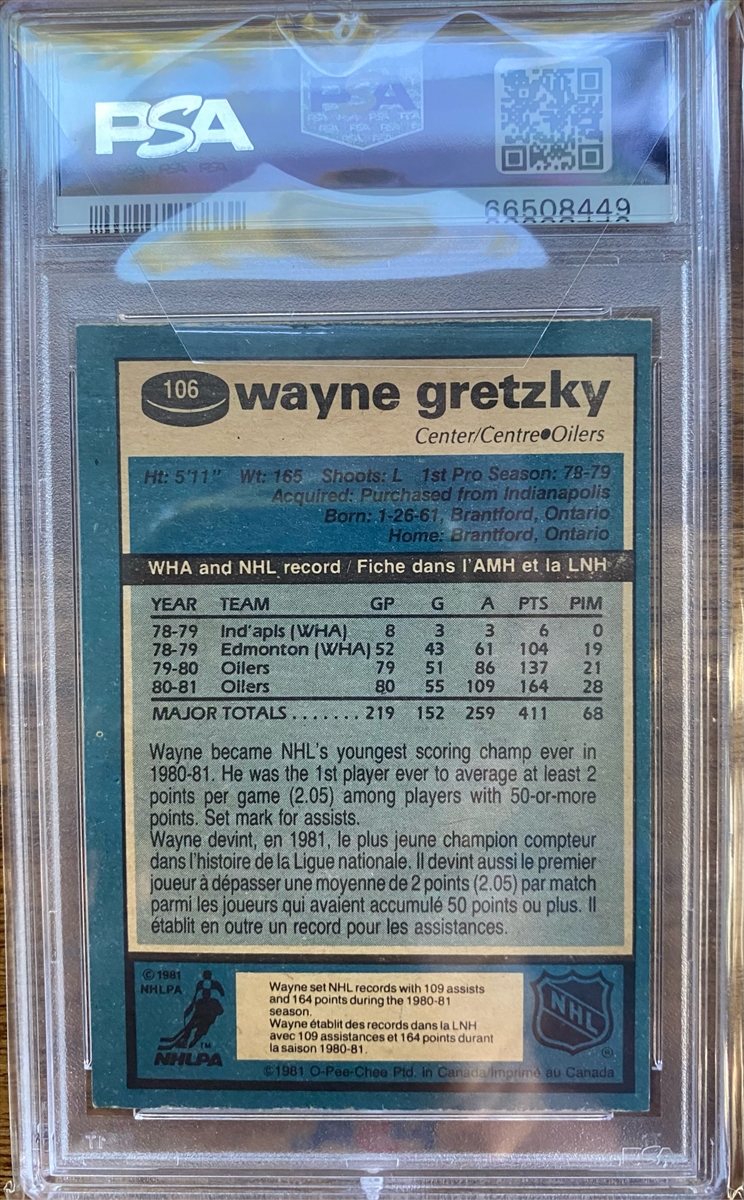 PSA
PSA
66508449
106
wayne gretzky
Center/Centre●Oilers
Ht: 5'11" Wt: 165 Shoots: L 1st Pro Season: 78-79
Acquired: Purchased from Indianapolis
Born: 1-26-61, Brantford, Ontario
Home: Brantford, Ontario
WHA and NHL record / Fiche dans l'AMH et la LNH
YEAR TEAM GP G A PTS PIM
78-79 Ind'apls (WHA) 8 3 3 6 0
78-79 Edmonton (WHA) 52 43 61 104 19
79-80 Oilers 79 51 86 137 21
80-81 Oilers 80 55 109 164 28
MAJOR TOTALS ....... 219 152 259 411 68
Wayne became NHL's youngest scoring champ ever in
1980-81. He was the 1st player ever to average at least 2
points per game (2.05) among players with 50-or-more
points. Set mark for assists.
Wayne devint, en 1981, le plus jeune champion compteur
dans l'histoire de la Ligue nationale. Il devint aussi le premier
joueur à dépasser une moyenne de 2 points (2.05) par match
parmi les joueurs qui avaient accumulé 50 points ou plus. Il
établit en outre un record pour les assistances.
© 1981
NHLPA
NHLPA
TM
Wayne set NHL records with 109 assists
and 164 points during the 1980-81
season.
Wayne établit des records dans la LNH
avec 109 assistances et 164 points durant
la saison 1980-81.
NHL
®
©1981 O-Pee-Chee Ptd. in Canada/Imprimé au Canada
PSA